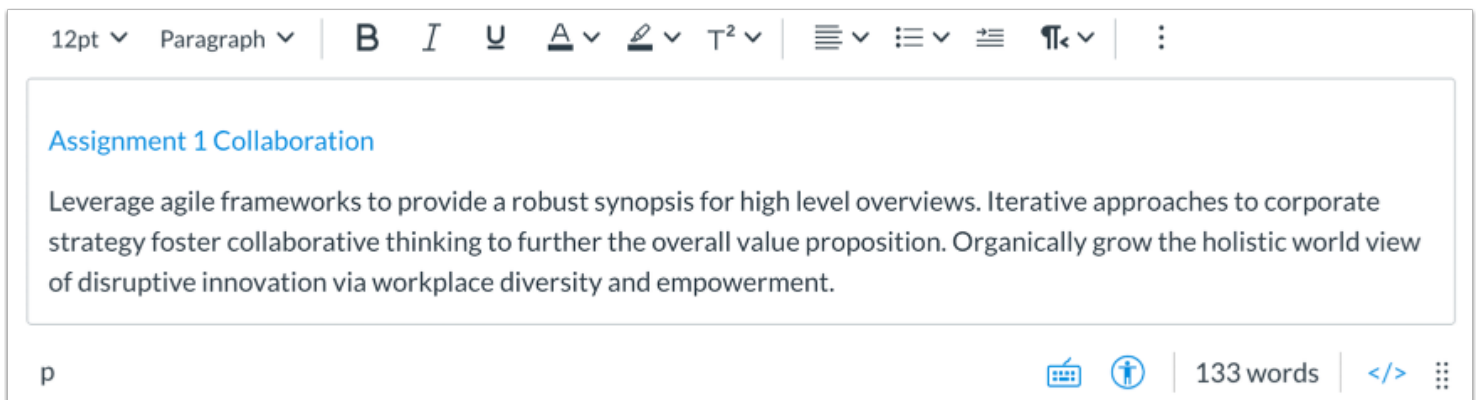 12pt Paragraph B I U A T²
Assignment 1 Collaboration
Leverage agile frameworks to provide a robust synopsis for high level overviews. Iterative approaches to corporate
strategy foster collaborative thinking to further the overall value proposition. Organically grow the holistic world view
of disruptive innovation via workplace diversity and empowerment.
p 133 words </>